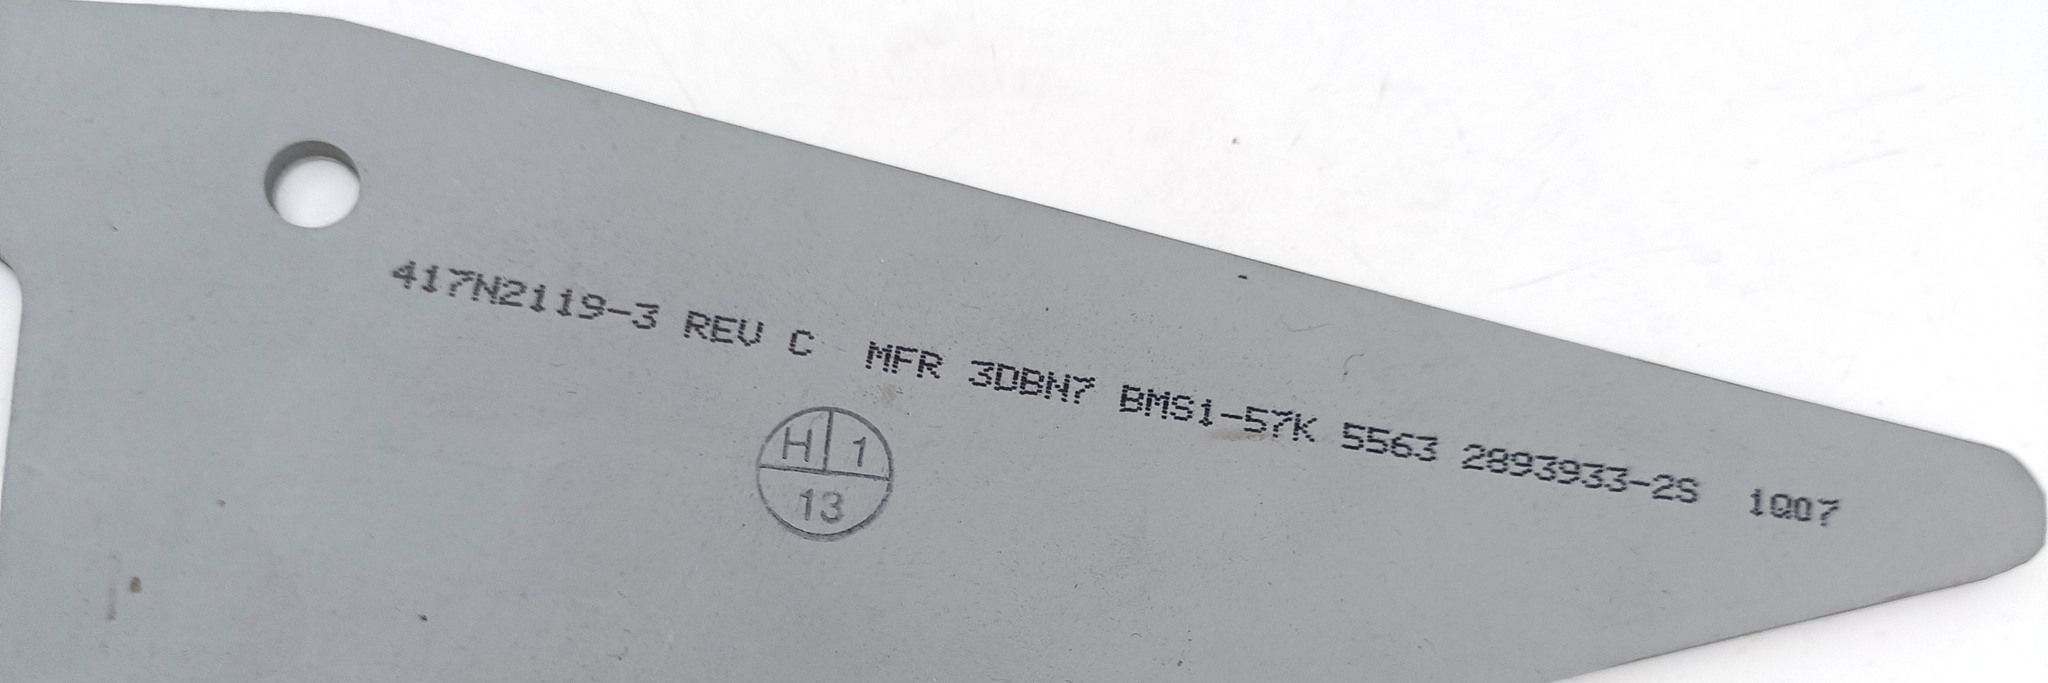 417N2119-3 REV C MFR 3DBN7 BMS1-57K 5563 2893933-2S 1Q07
H 1
13